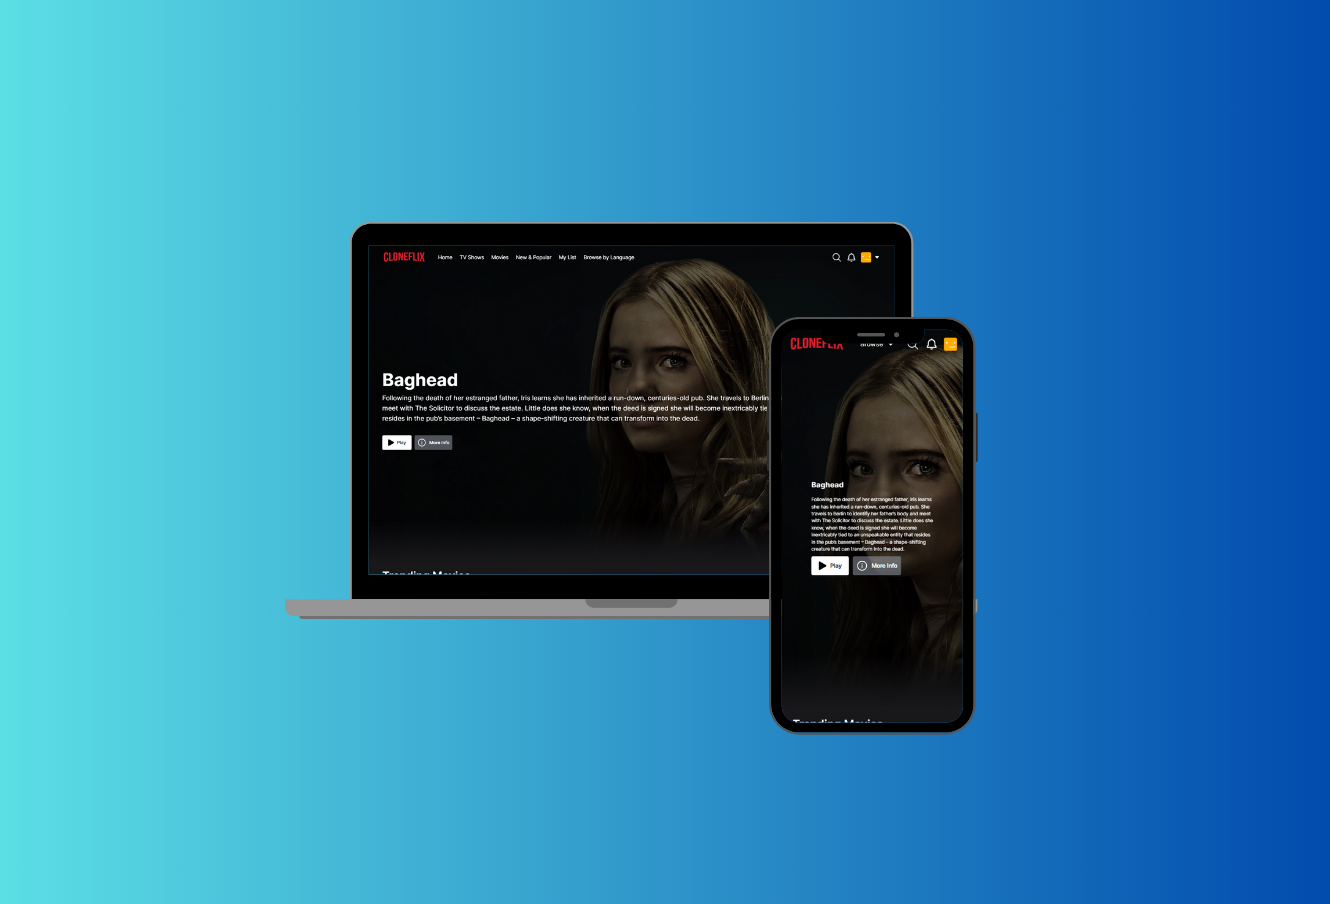 CLONEFLIX
Home TV Shows Movies New & Popular My List Browse by Language
Baghead
Following the death of her estranged father, Iris learns she has inherited a run-down, centuries-old pub. She travels to Berlin
meet with The Solicitor to discuss the estate. Little does she know, when the deed is signed she will become inextricably tie
resides in the pub's basement – Baghead – a shape-shifting creature that can transform into the dead.
Play More Info
Trending Movies
CLONEFLIX Browse
Baghead
Following the death of her estranged father, Iris learns
she has inherited a run-down, centuries-old pub. She
travels to Berlin to identify her father's body and meet
with The Solicitor to discuss the estate. Little does she
know, when the deed is signed she will become
inextricably tied to an unspeakable entity that resides
in the pub's basement – Baghead – a shape-shifting
creature that can transform into the dead.
Play More Info
Trending Movies